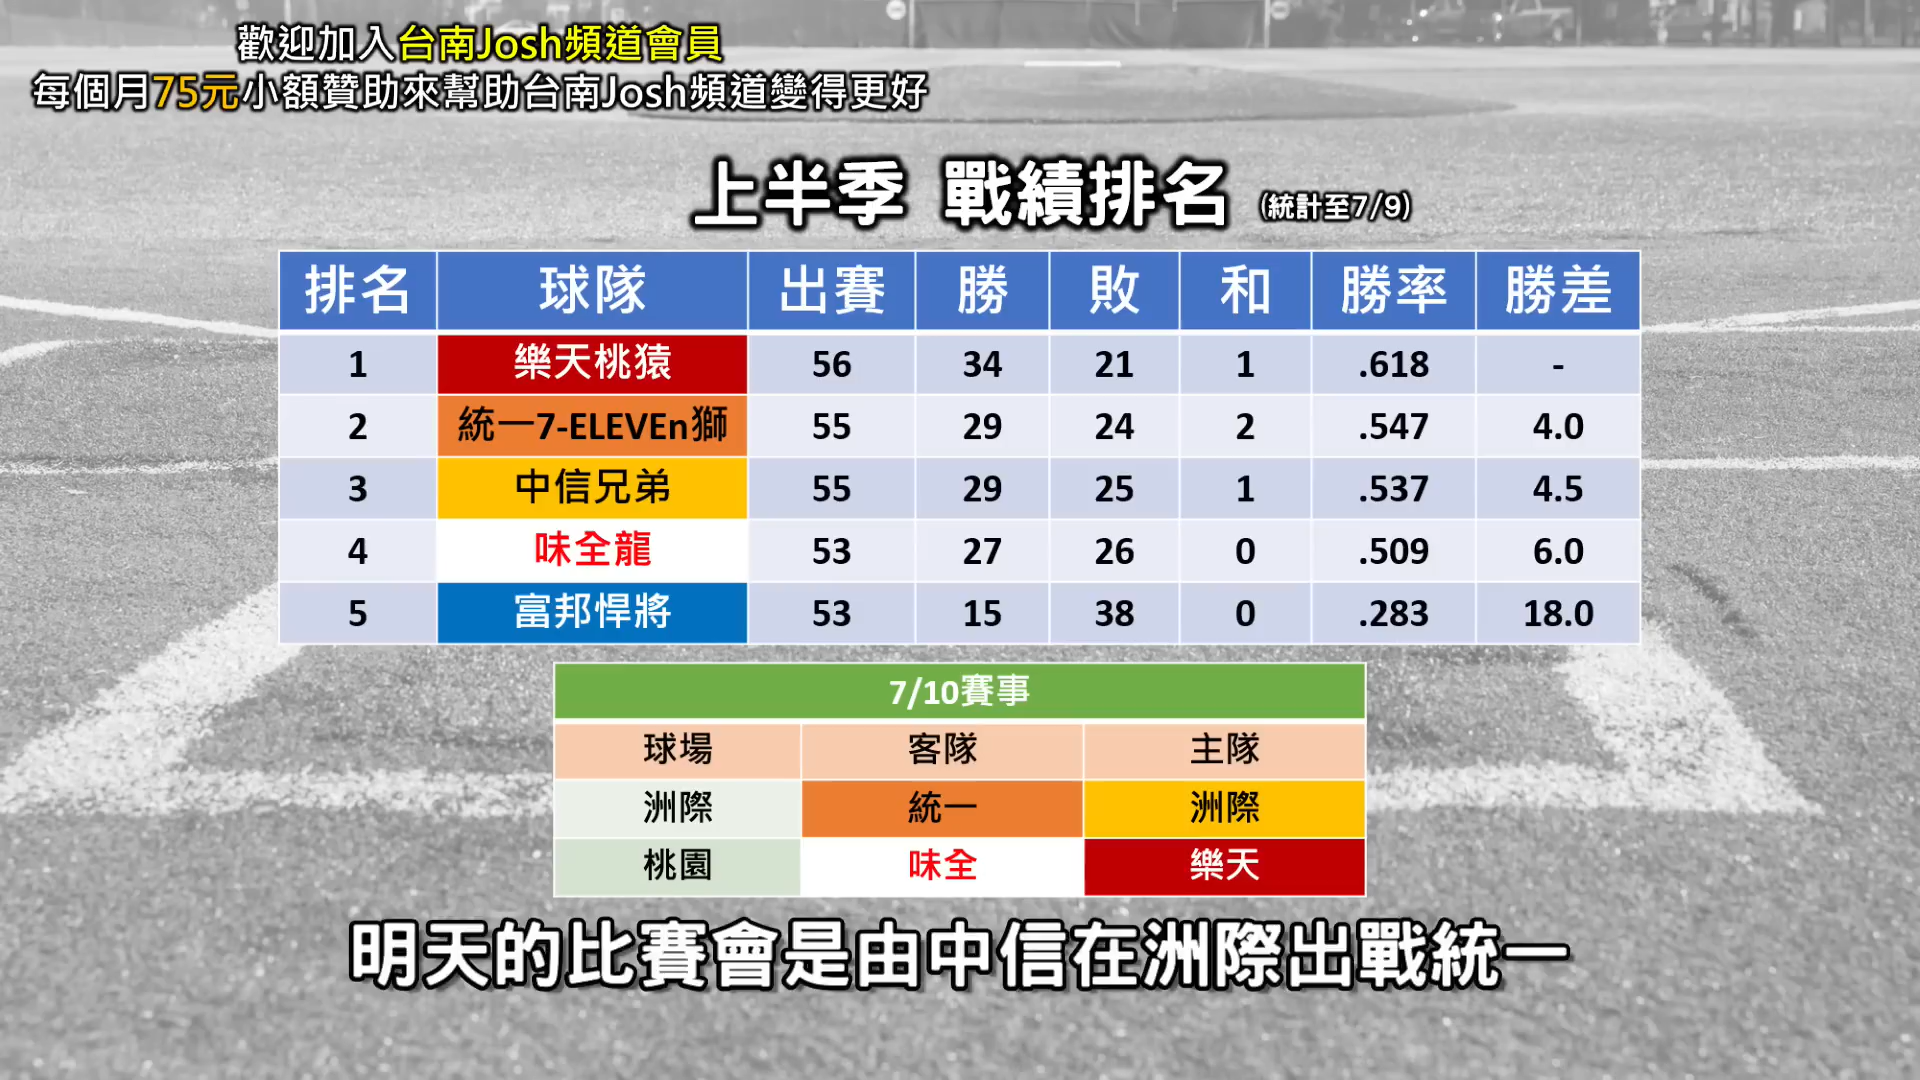 歡迎加入台南Josh頻道會員
每個月75元小額贊助來幫助台南Josh頻道變得更好
上半季 戰績排名 (統計至7/9)
排名 球隊 出賽 勝 敗 和 勝率 勝差
1 樂天桃猿 56 34 21 1 .618 -
2 統一7-ELEVEn獅 55 29 24 2 .547 4.0
3 中信兄弟 55 29 25 1 .537 4.5
4 味全龍 53 27 26 0 .509 6.0
5 富邦悍將 53 15 38 0 .283 18.0
7/10賽事
球場 客隊 主隊
洲際 統一 洲際
桃園 味全 樂天
明天的比賽會是由中信在洲際出戰統一